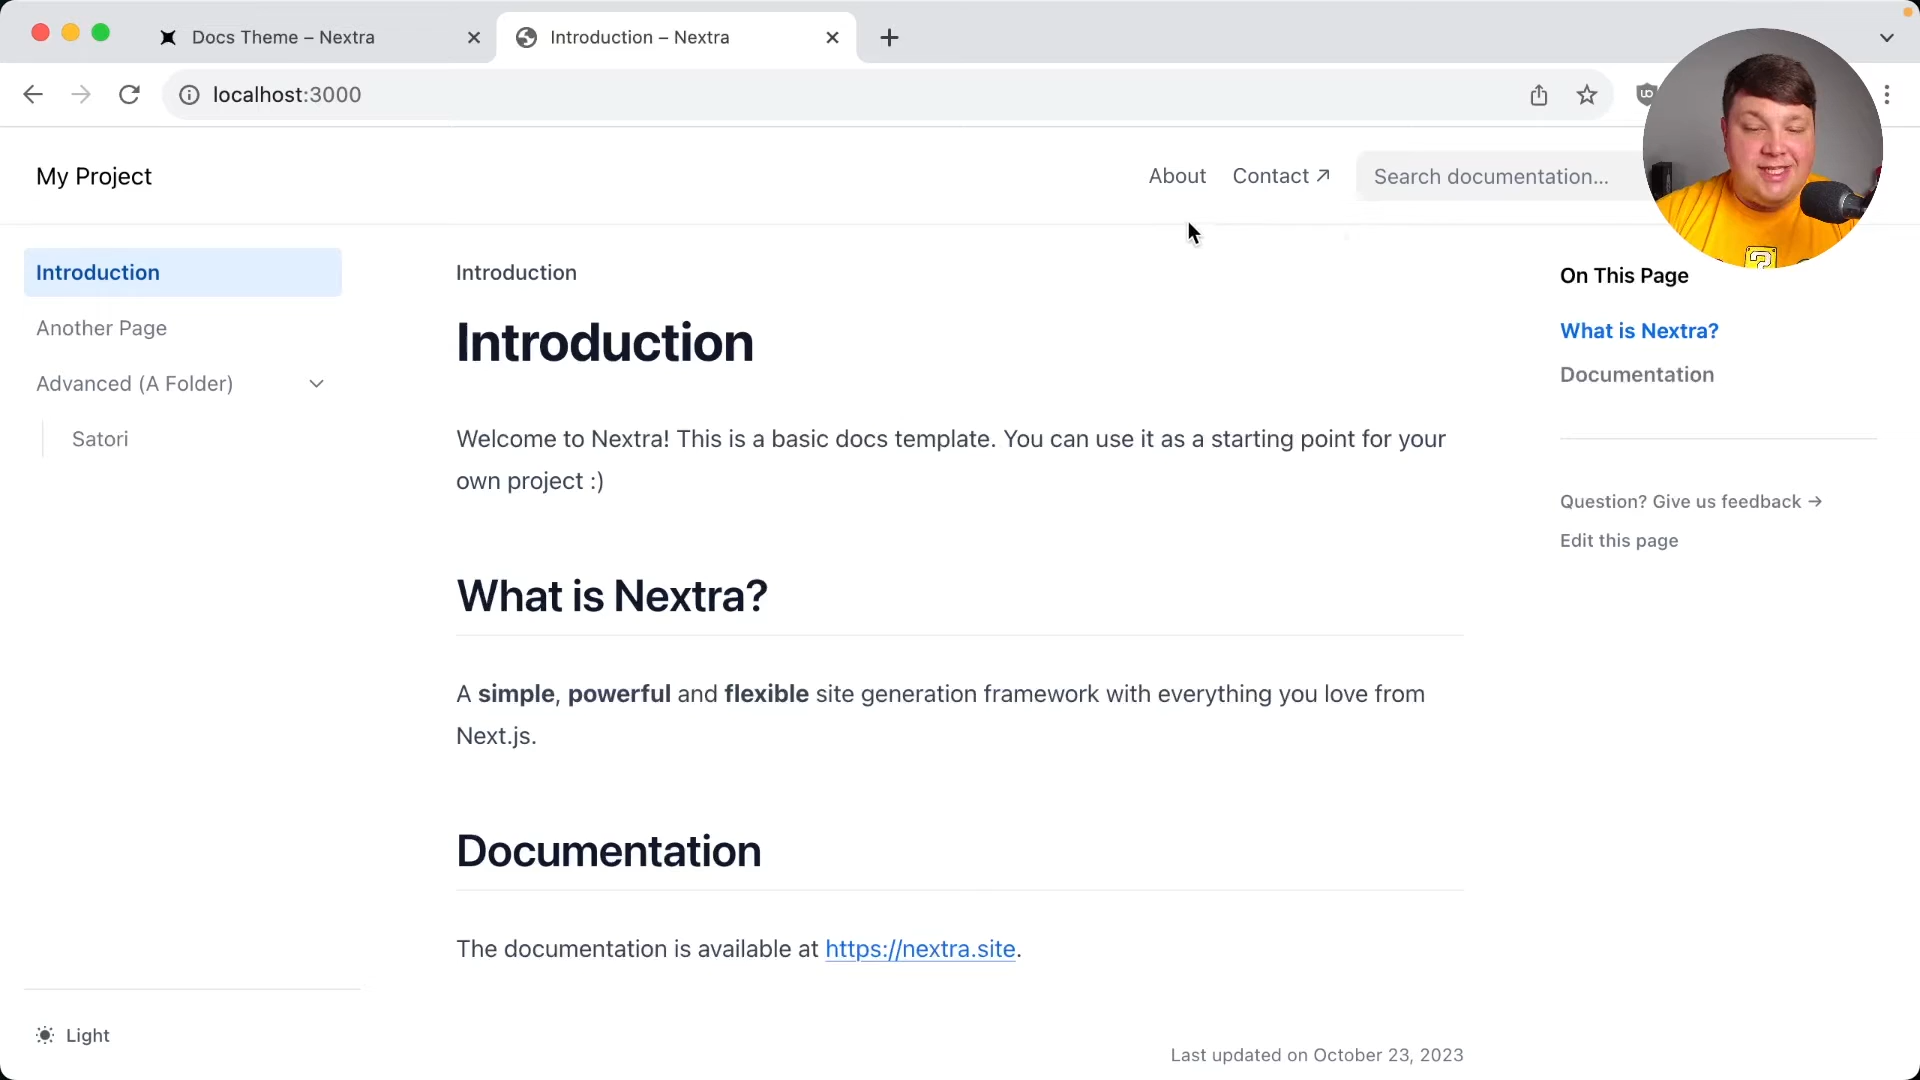 Docs Theme – Nextra
Introduction – Nextra
localhost:3000
My Project
About
Contact ↗
Search documentation...
Introduction
Another Page
Advanced (A Folder)
Satori
Light
Introduction
Introduction
Welcome to Nextra! This is a basic docs template. You can use it as a starting point for your
own project :)
What is Nextra?
A simple, powerful and flexible site generation framework with everything you love from
Next.js.
Documentation
The documentation is available at https://nextra.site.
Last updated on October 23, 2023
On This Page
What is Nextra?
Documentation
Question? Give us feedback →
Edit this page